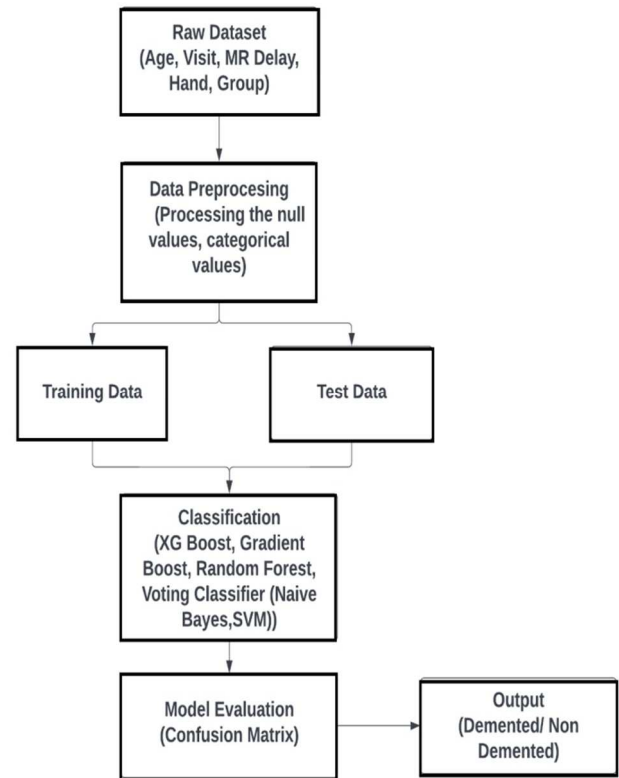 Raw Dataset
(Age, Visit, MR Delay,
Hand, Group)
Data Preprocesing
(Processing the null
values, categorical
values)
Training Data
Test Data
Classification
(XG Boost, Gradient
Boost, Random Forest,
Voting Classifier (Naive
Bayes,SVM))
Model Evaluation
(Confusion Matrix)
Output
(Demented/ Non
Demented)